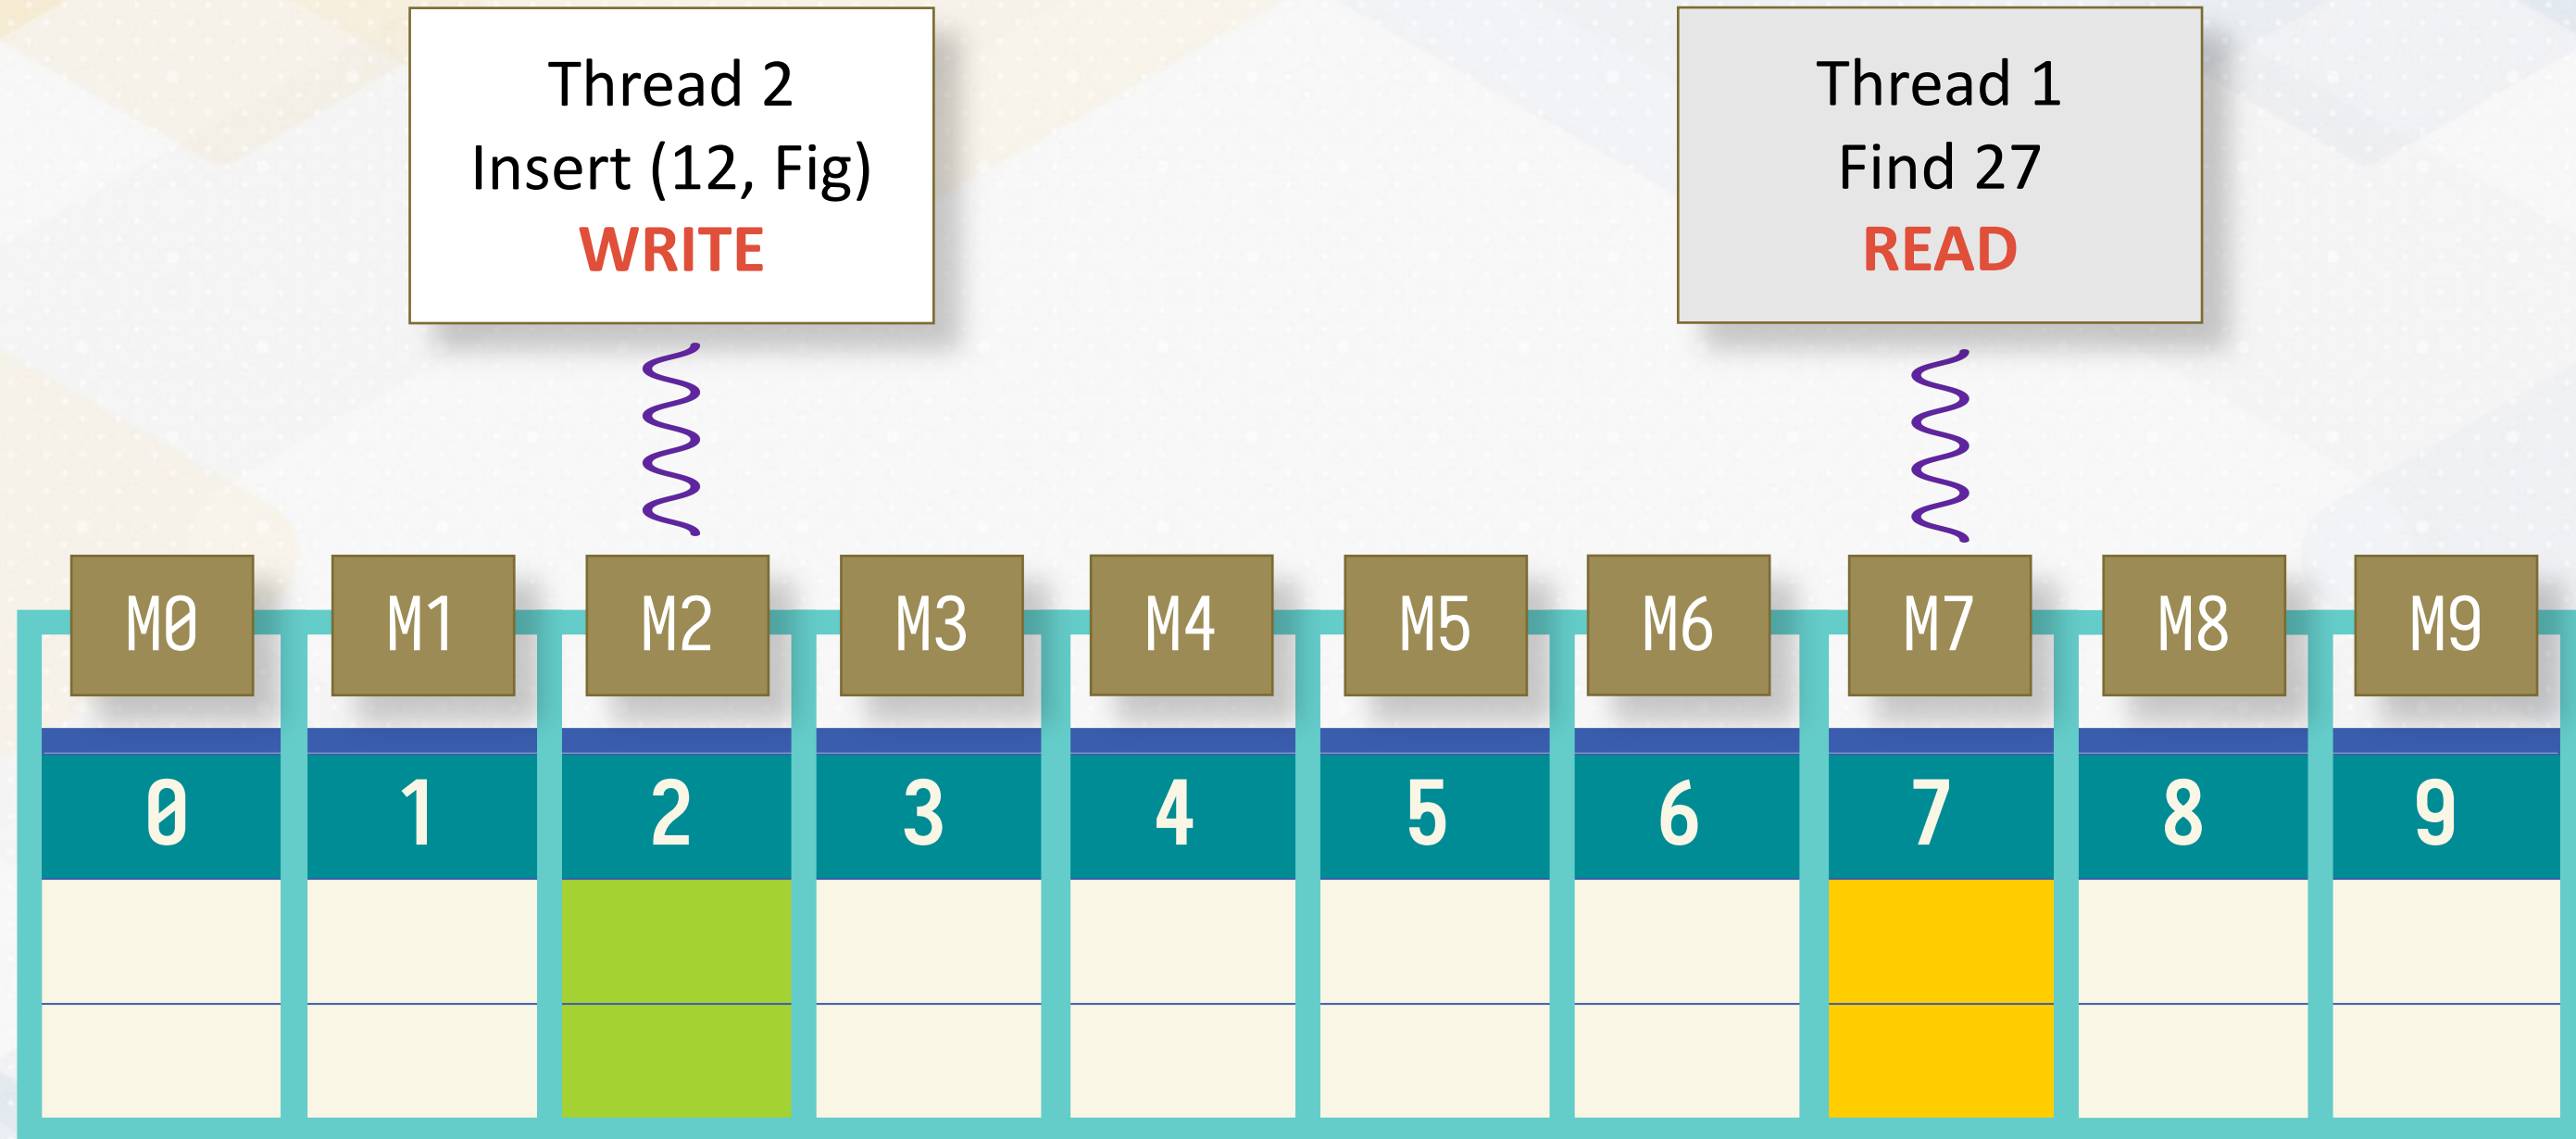 Thread 2
Insert (12, Fig)
WRITE
Thread 1
Find 27
READ
M0 M1 M2 M3 M4 M5 M6 M7 M8 M9
0 1 2 3 4 5 6 7 8 9